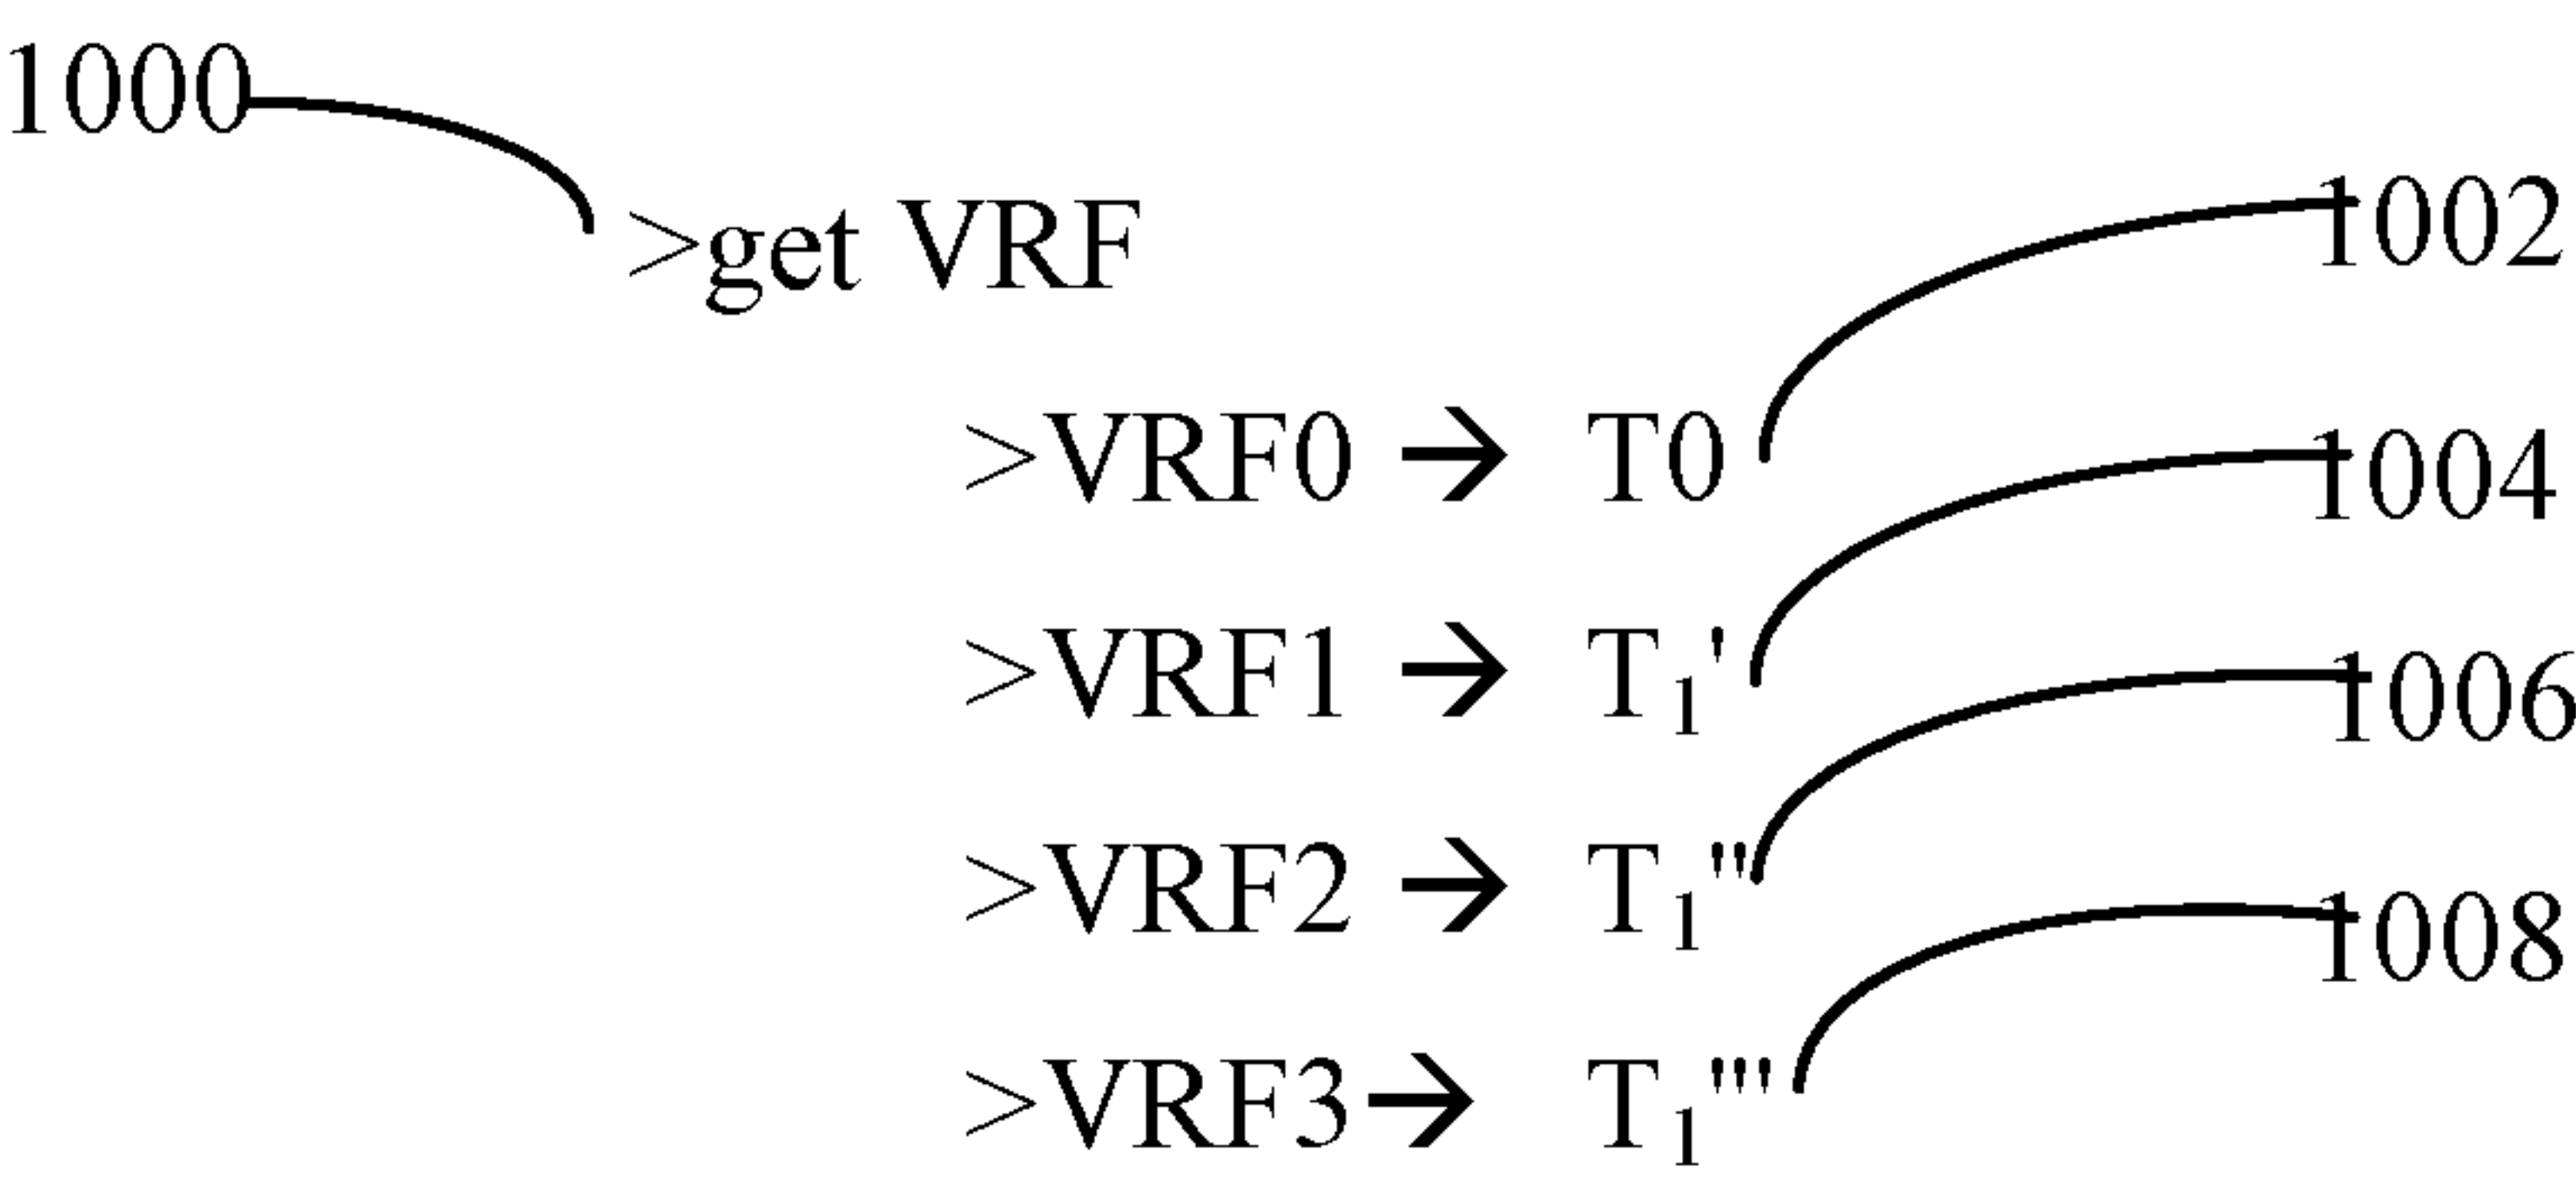 1000
>get VRF
1002
>VRF0 → T0
1004
>VRF1 → T₁'
1006
>VRF2 → T₁''
1008
>VRF3→ T₁'''